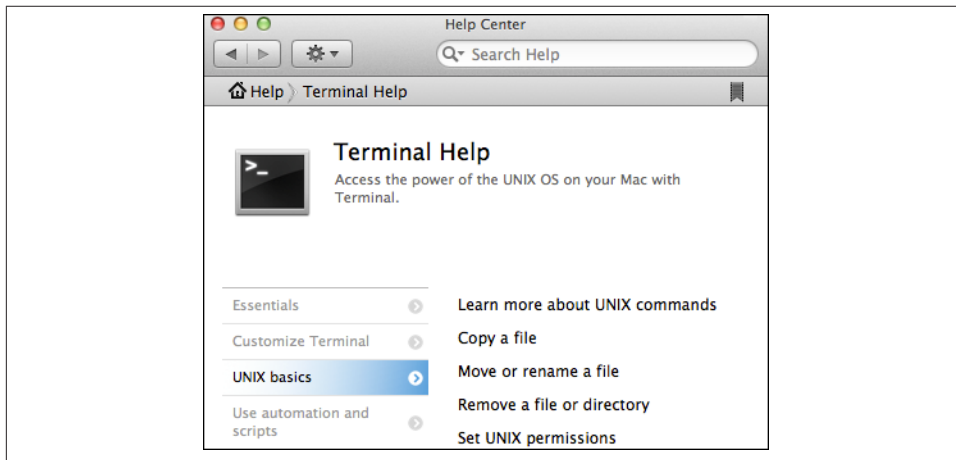 Help Center
Search Help
Help
Terminal Help
>_
Terminal Help
Access the power of the UNIX OS on your Mac with
Terminal.
Essentials
Customize Terminal
UNIX basics
Use automation and
scripts
Learn more about UNIX commands
Copy a file
Move or rename a file
Remove a file or directory
Set UNIX permissions